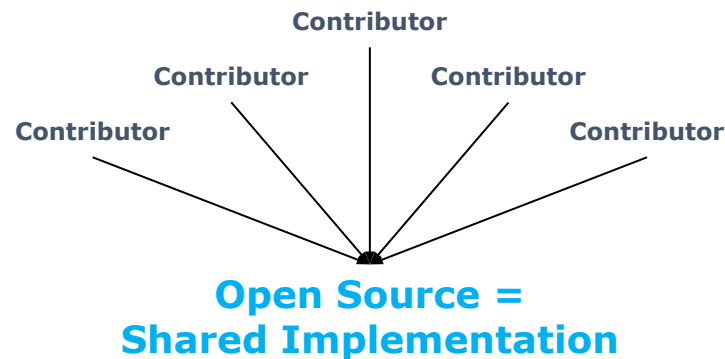 Contributor
Contributor
Contributor
Contributor
Contributor
Open Source =
Shared Implementation